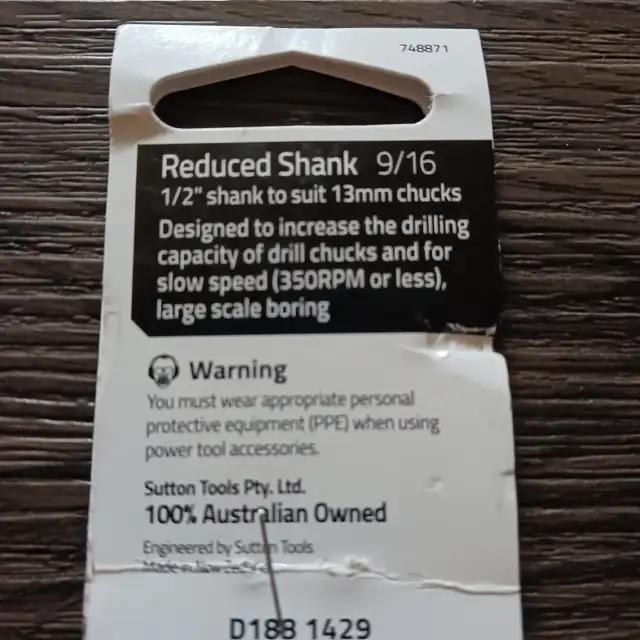 748871
Reduced Shank 9/16
1/2" shank to suit 13mm chucks
Designed to increase the drilling
capacity of drill chucks and for
slow speed (350RPM or less),
large scale boring
Warning
You must wear appropriate personal
protective equipment (PPE) when using
power tool accessories.
Sutton Tools Pty. Ltd.
100% Australian Owned
Engineered by Sutton Tools
Made in New
D188 1429